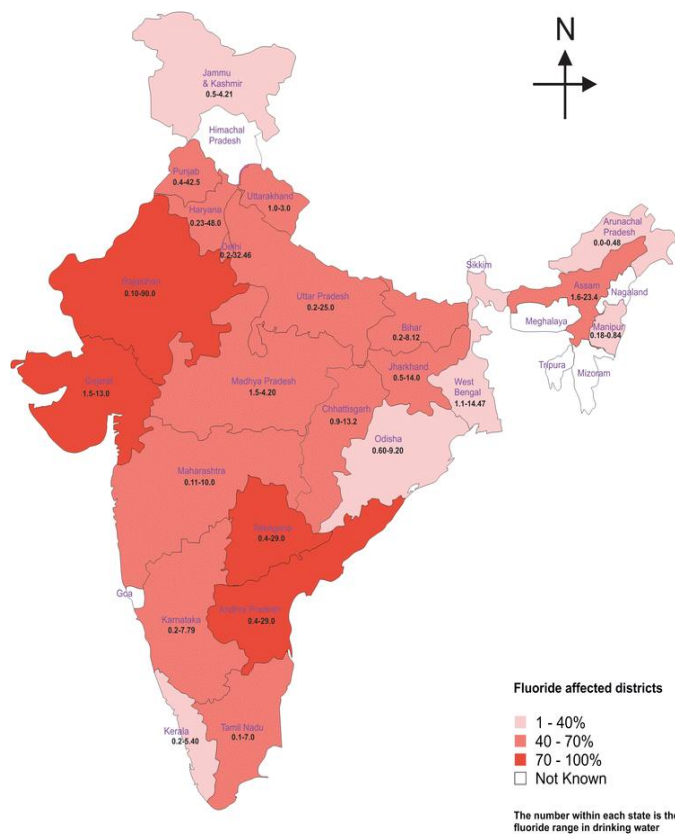 N
Jammu
& Kashmir
0.5-4.21
Himachal
Pradesh
Punjab
0.4-42.5
Uttarakhand
1.0-3.0
Haryana
0.23-48.0
Delhi
0.2-32.46
Arunachal
Pradesh
0.0-0.48
Sikkim
Rajasthan
0.10-90.0
Uttar Pradesh
0.2-25.0
Assam
1.6-23.4
Nagaland
Bihar
0.2-8.12
Meghalaya
Manipur
0.18-0.84
Jharkhand
0.5-14.0
Tripura
Mizoram
Gujarat
1.5-13.0
Madhya Pradesh
1.5-4.20
West
Bengal
1.1-14.47
Chhattisgarh
0.9-13.2
Odisha
0.60-9.20
Maharashtra
0.11-10.0
Telangana
0.4-29.0
Goa
Karnataka
0.2-7.79
Andhra Pradesh
0.4-29.0
Kerala
0.2-5.40
Tamil Nadu
0.1-7.0
Fluoride affected districts
1 - 40%
40 - 70%
70 - 100%
Not Known
The number within each state is the
fluoride range in drinking water